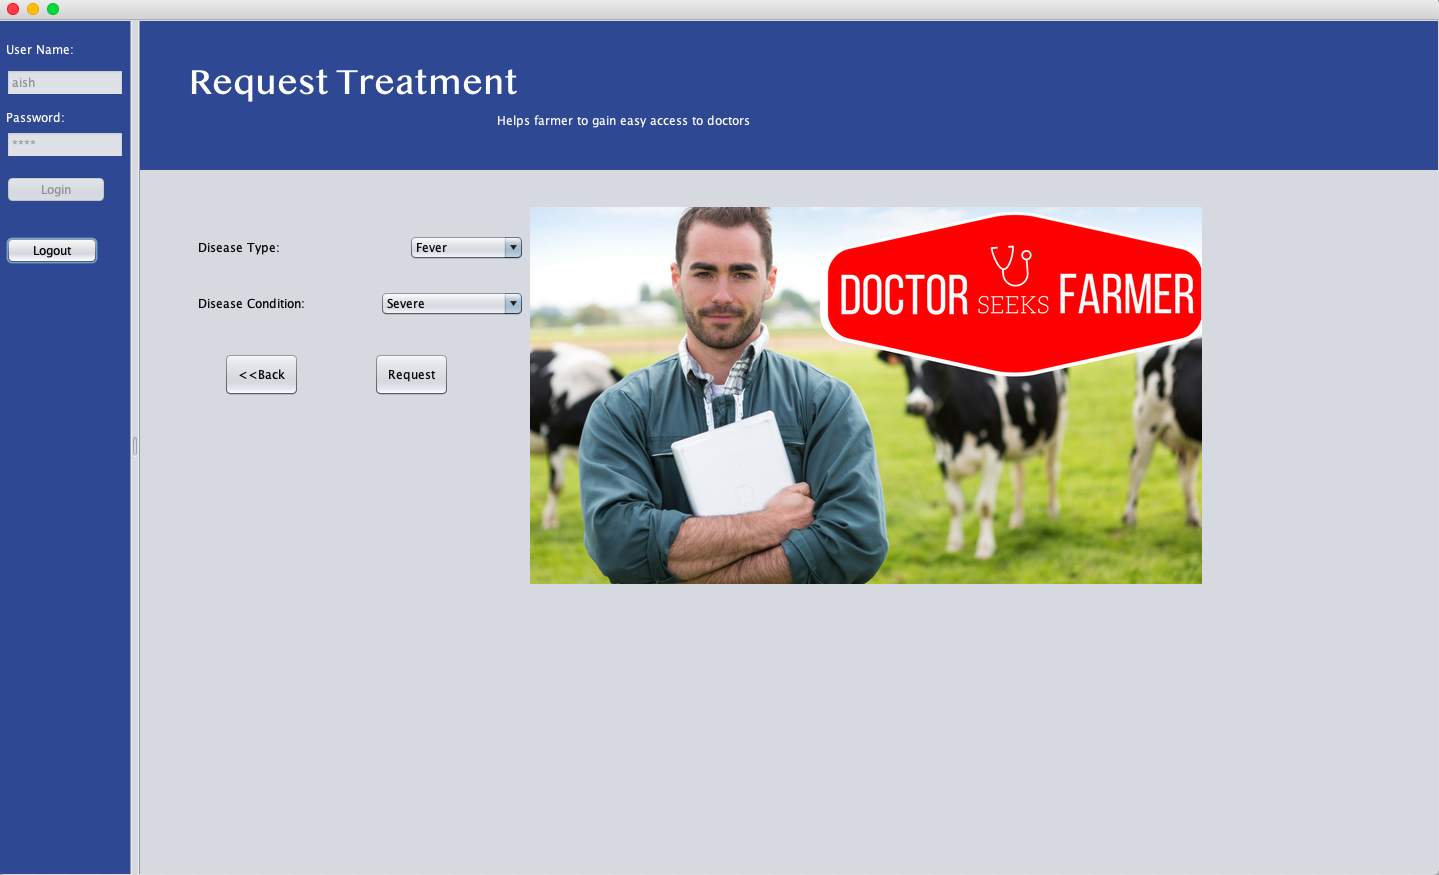 User Name:
aish
Password:
****
Login
Logout
Request Treatment
Helps farmer to gain easy access to doctors
Disease Type:
Fever
Disease Condition:
Severe
<<Back
Request
DOCTOR SEEKS FARMER